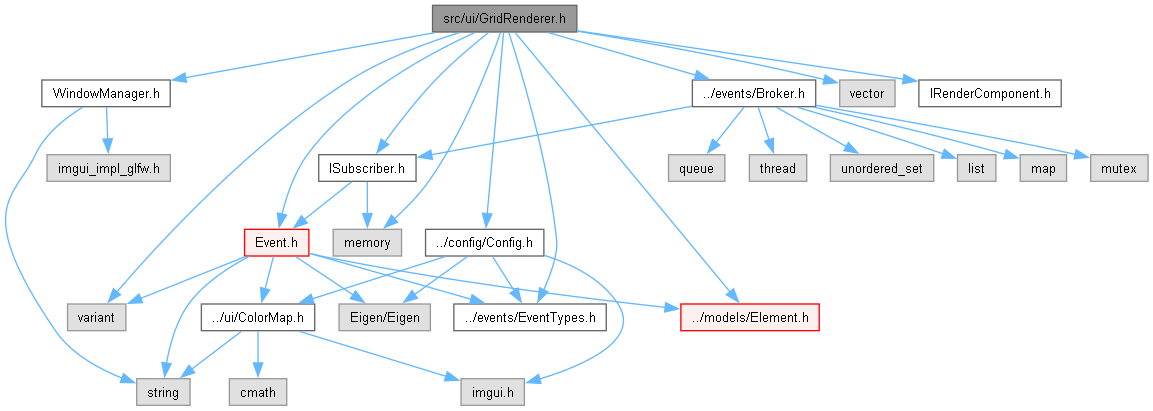 src/ui/GridRenderer.h
WindowManager.h
../events/Broker.h
vector
IRenderComponent.h
imgui_impl_glfw.h
ISubscriber.h
queue
thread
unordered_set
list
map
mutex
Event.h
memory
../config/Config.h
variant
../ui/ColorMap.h
Eigen/Eigen
../events/EventTypes.h
../models/Element.h
string
cmath
imgui.h